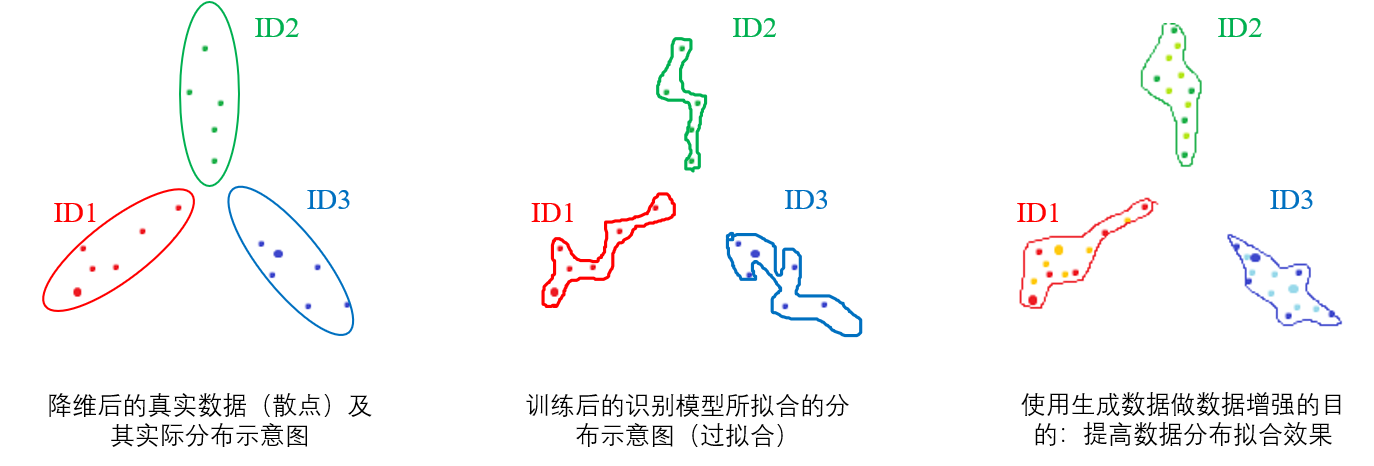 ID2
ID1
ID3
降维后的真实数据（散点）及
其实际分布示意图
ID2
ID1
ID3
训练后的识别模型所拟合的分
布示意图（过拟合）
ID2
ID1
ID3
使用生成数据做数据增强的目
的：提高数据分布拟合效果